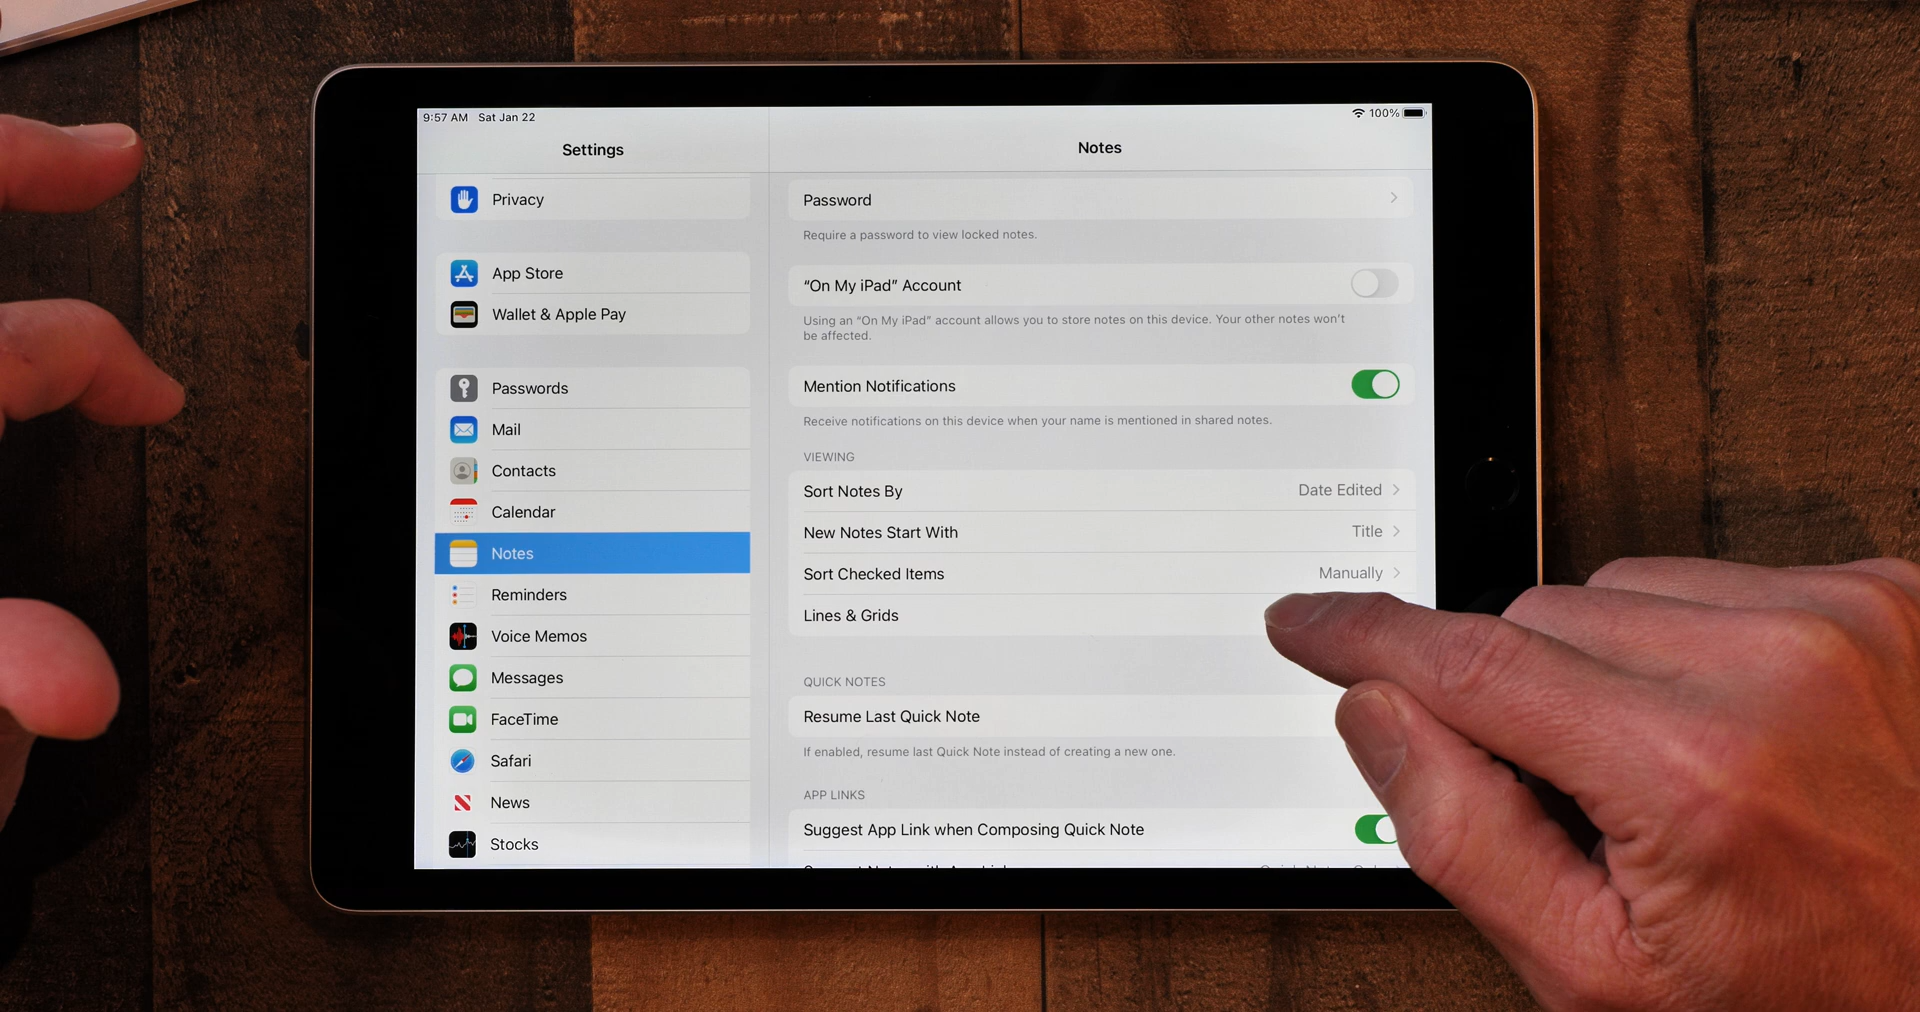 9:57 AM Sat Jan 22
100%
Settings
Notes
Privacy
App Store
Wallet & Apple Pay
Passwords
Mail
Contacts
Calendar
Notes
Reminders
Voice Memos
Messages
FaceTime
Safari
News
Stocks
Password
Require a password to view locked notes.
“On My iPad” Account
Using an “On My iPad” account allows you to store notes on this device. Your other notes won’t
be affected.
Mention Notifications
Receive notifications on this device when your name is mentioned in shared notes.
VIEWING
Sort Notes By Date Edited
New Notes Start With Title
Sort Checked Items Manually
Lines & Grids
QUICK NOTES
Resume Last Quick Note
If enabled, resume last Quick Note instead of creating a new one.
APP LINKS
Suggest App Link when Composing Quick Note